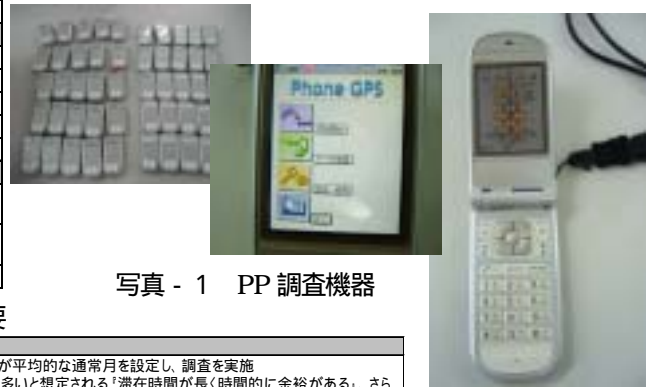 Phone GPS
写真 - 1　PP 調査機器
要
が平均的な通常月を設定し、調査を実施
多いと想定される『滞在時間が長く時間的に余裕がある』、さら